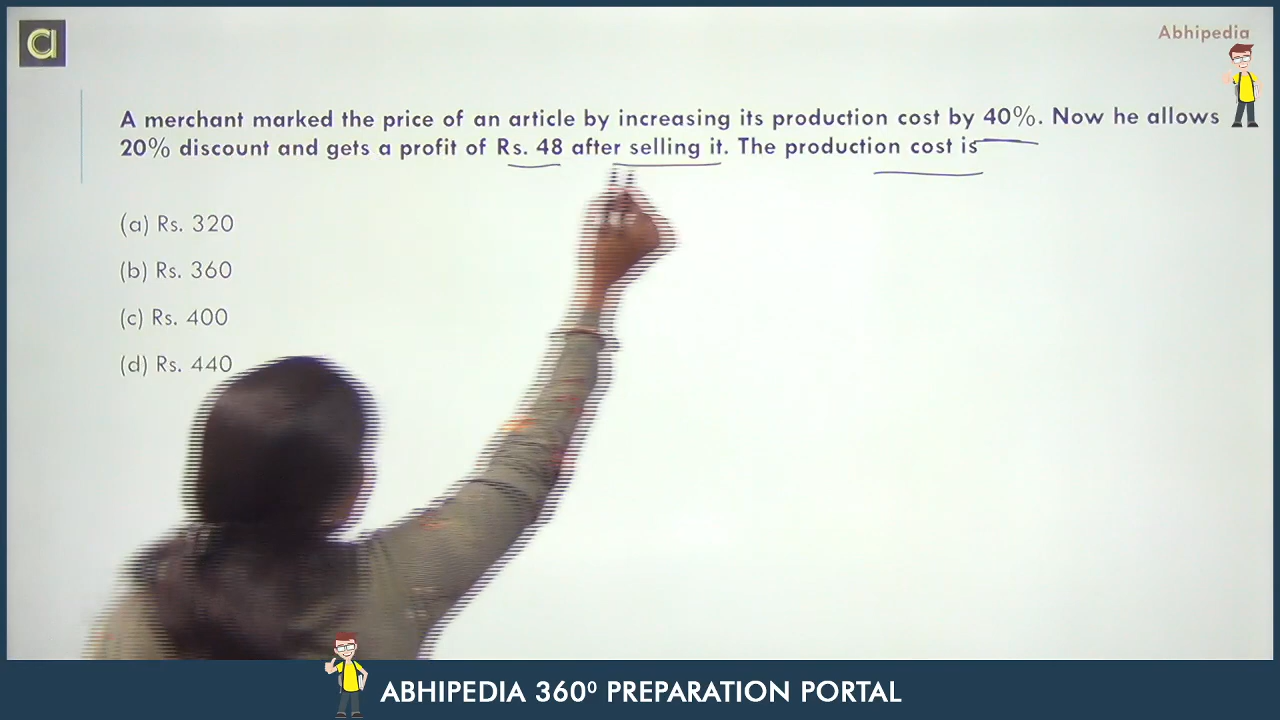 Abhipedia
A merchant marked the price of an article by increasing its production cost by 40%. Now he allows
20% discount and gets a profit of Rs. 48 after selling it. The production cost is
(a) Rs. 320
(b) Rs. 360
(c) Rs. 400
(d) Rs. 440
ABHIPEDIA 360⁰ PREPARATION PORTAL